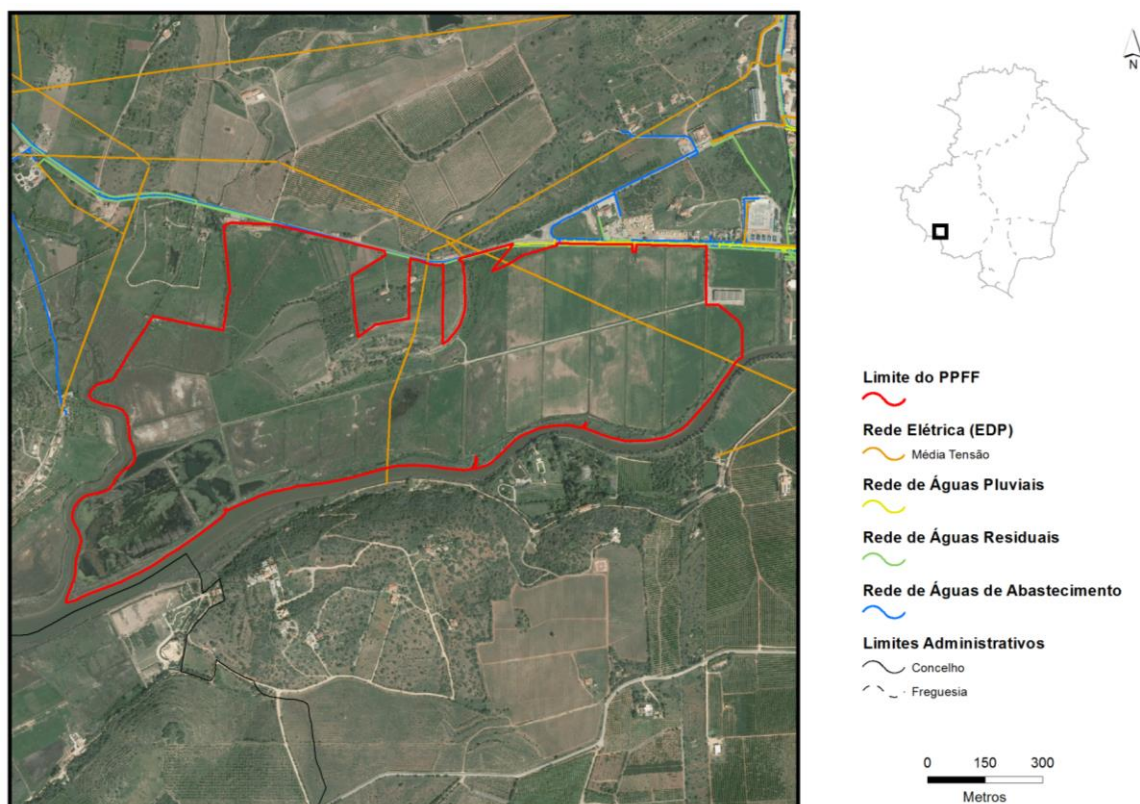 N
Limite do PPFF
Rede Elétrica (EDP)
Média Tensão
Rede de Águas Pluviais
Rede de Águas Residuais
Rede de Águas de Abastecimento
Limites Administrativos
Concelho
Freguesia
0 150 300
Metros